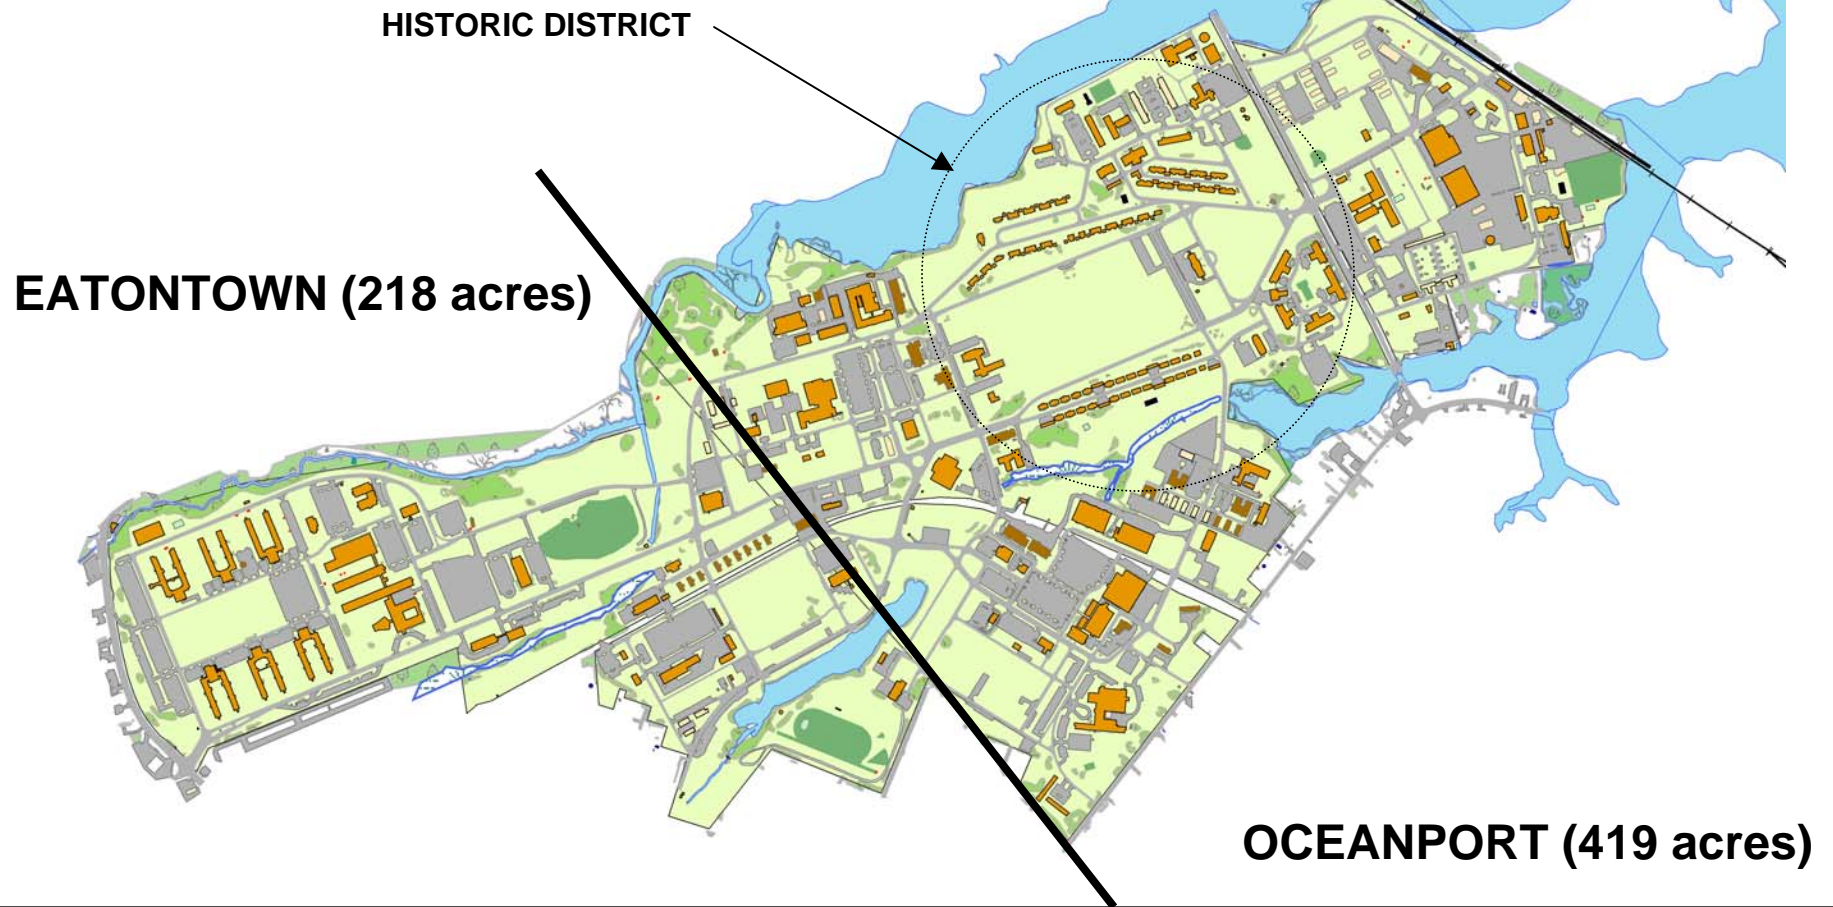 HISTORIC DISTRICT
EATONTOWN (218 acres)
OCEANPORT (419 acres)